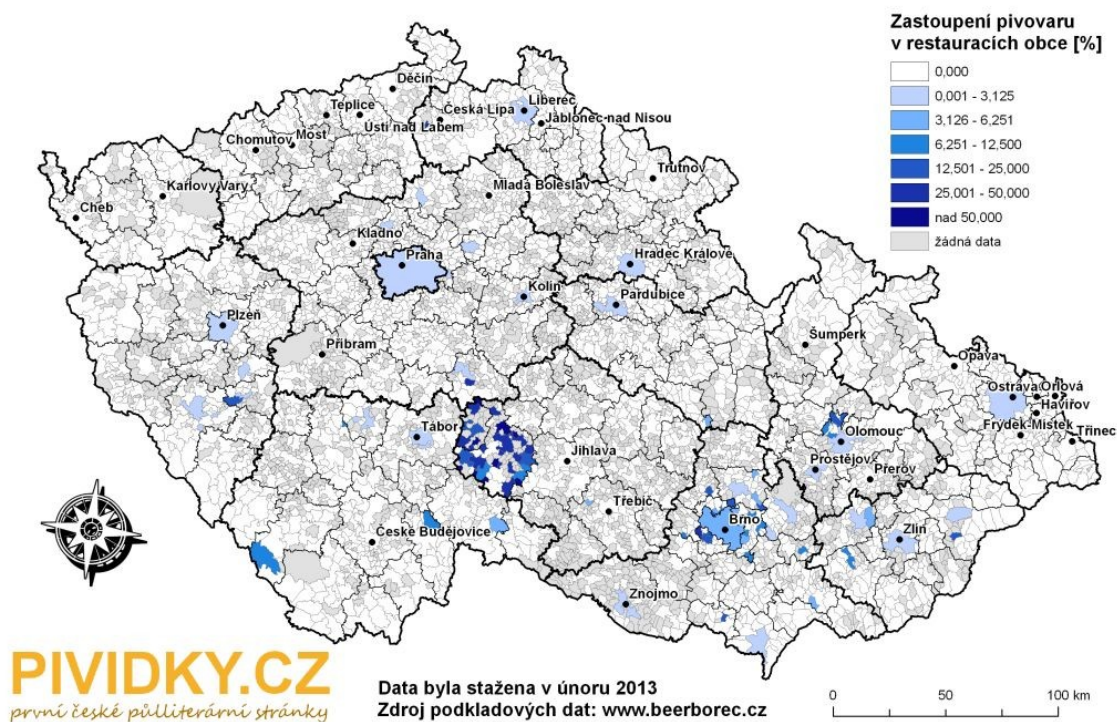 Zastoupení pivovaru
v restauracích obce [%]
0,000
0,001 - 3,125
3,126 - 6,251
6,251 - 12,500
12,501 - 25,000
25,001 - 50,000
nad 50,000
žádná data
Děčín
Teplice
Česká Lípa
Liberec
Ústí nad Labem
Jablonec nad Nisou
Chomutov
Most
Trutnov
Karlovy Vary
Mladá Boleslav
Cheb
Kladno
Praha
Hradec Králové
Kolín
Pardubice
Plzeň
Příbram
Šumperk
Opava
Ostrava
Orlová
Havířov
Tábor
Olomouc
Frýdek-Místek
Třinec
Jihlava
Prostějov
Přerov
Třebíč
Brno
České Budějovice
Zlín
Znojmo
PIVIDKY.CZ
první české půlliterární stránky
Data byla stažena v únoru 2013
Zdroj podkladových dat: www.beerborec.cz
0 50 100 km